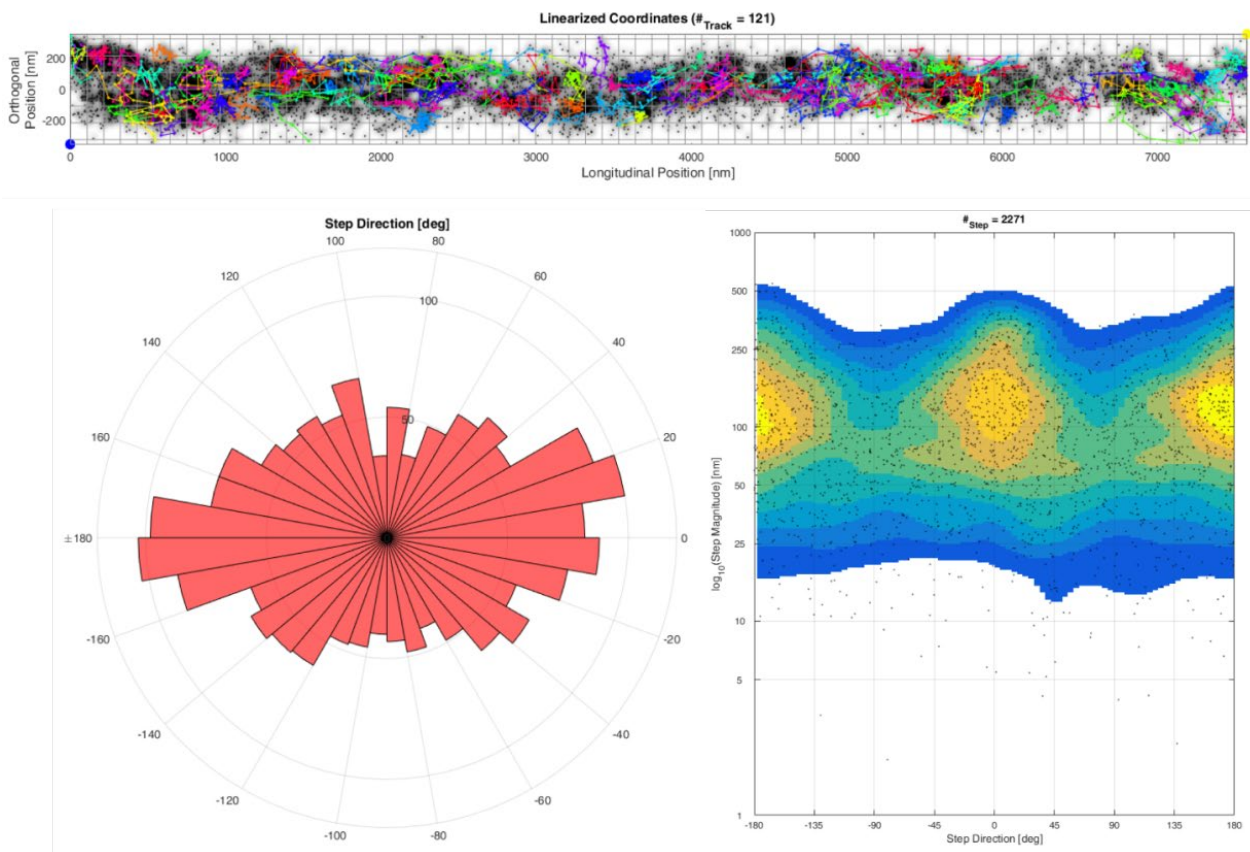 Linearized Coordinates (#Track = 121)
Orthogonal
Position [nm]
200
0
-200
0 1000 2000 3000 4000 5000 6000 7000
Longitudinal Position [nm]
Step Direction [deg]
100 80
120 60
100
140 40
50
160 20
±180 0
-160 -20
-140 -40
-120 -60
-100 -80
#Step = 2271
log10(Step Magnitude) [nm]
1000
500
250
100
50
25
10
5
1
-180 -135 -90 -45 0 45 90 135 180
Step Direction [deg]